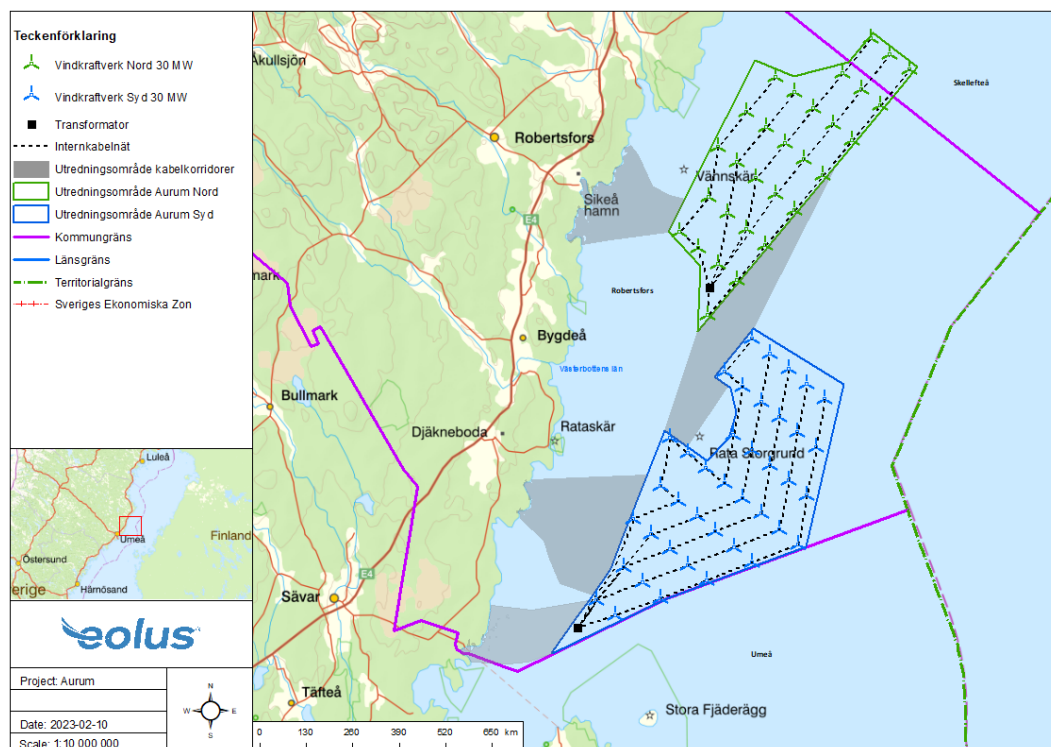 Teckenförklaring
Vindkraftverk Nord 30 MW
Vindkraftverk Syd 30 MW
Transformator
Internkabelnät
Utredningsområde kabelkorridorer
Utredningsområde Aurum Nord
Utredningsområde Aurum Syd
Kommungräns
Länsgräns
Territorialgräns
Sveriges Ekonomiska Zon
Luleå
Umeå
Finland
Östersund
Härnösand
erige
eolus
Project: Aurum
Date: 2023-02-10
Scale: 1:10 000 000
N
W
E
S
Åkullsjön
Robertsfors
Sikeå
hamn
E4
Vännskär
Skellefteå
mark
Robertsfors
Bygdeå
Västerbottens län
Bullmark
Djäkneboda
Rataskär
Rata Storgrund
E4
Sävar
Umeå
Täfteå
Stora Fjäderägg
0 130 260 390 520 650 km